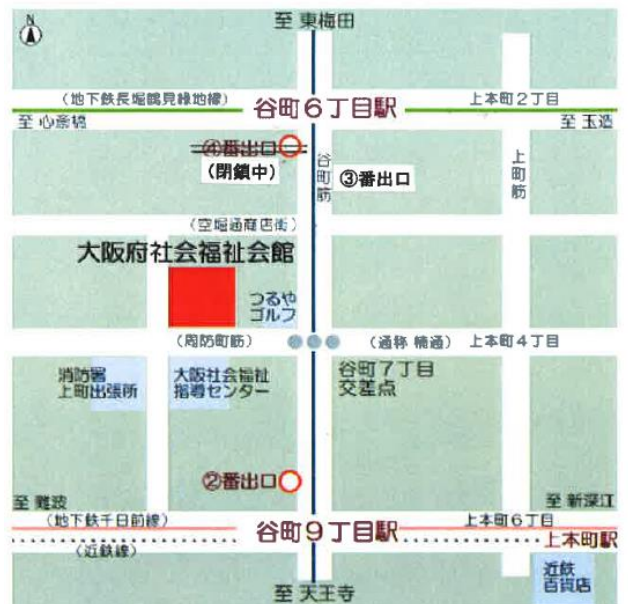 N
至 東梅田
(地下鉄長堀鶴見緑地線)
谷町6丁目駅
上本町2丁目
至 心斎橋
至 玉造
④番出口
(閉鎖中)
谷町筋
③番出口
上町筋
(空堀通商店街)
大阪府社会福祉会館
つるや
ゴルフ
(周防町筋)
(通称 楠通)
上本町4丁目
消防署
上町出張所
大阪社会福祉
指導センター
谷町7丁目
交差点
②番出口
至 難波
至 新深江
(地下鉄千日前線)
谷町9丁目駅
上本町6丁目
(近鉄線)
上本町駅
近鉄
百貨店
至 天王寺